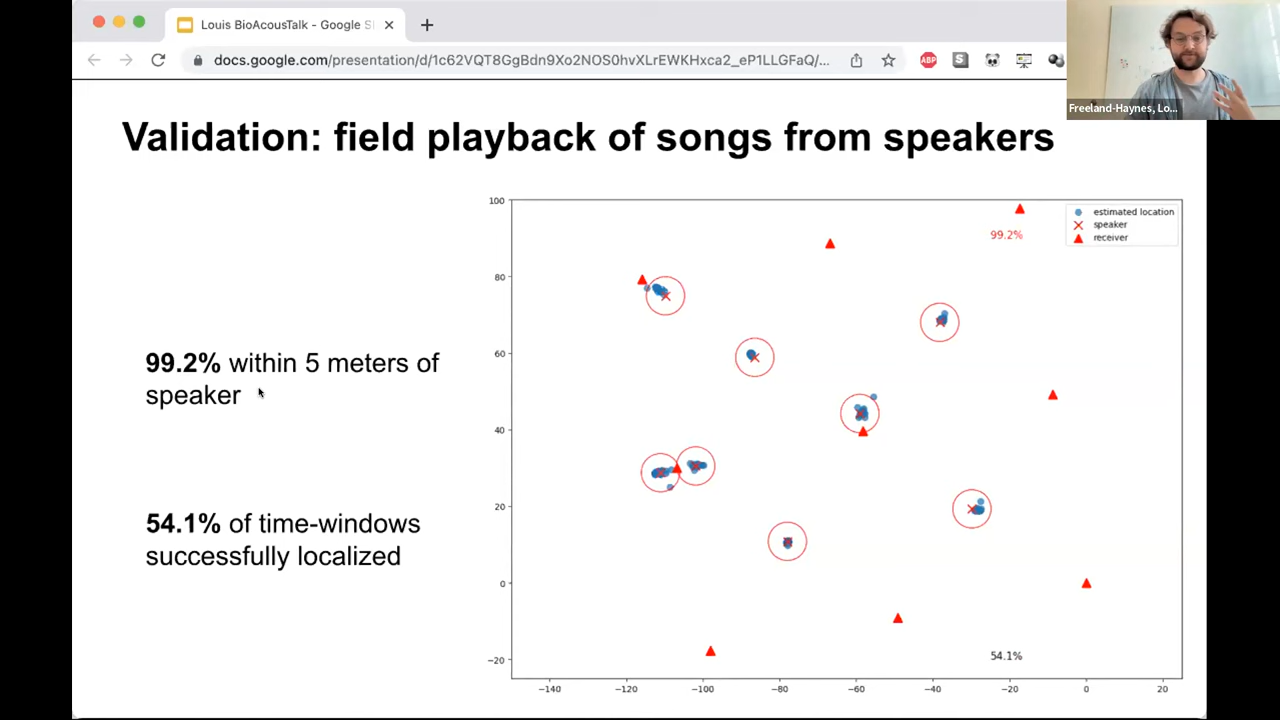 Louis BioAcousTalk - Google Sl
docs.google.com/presentation/d/1c62VQT8GgBdn9Xo2NOS0hvXLrEWKHxca2_eP1LLGFaQ/...
ABP
S
Freeland-Haynes, Lo...
Validation: field playback of songs from speakers
99.2% within 5 meters of
speaker
54.1% of time-windows
successfully localized
100
80
60
40
20
0
−20
−140
−120
−100
−80
−60
−40
−20
0
20
estimated location
speaker
receiver
99.2%
54.1%